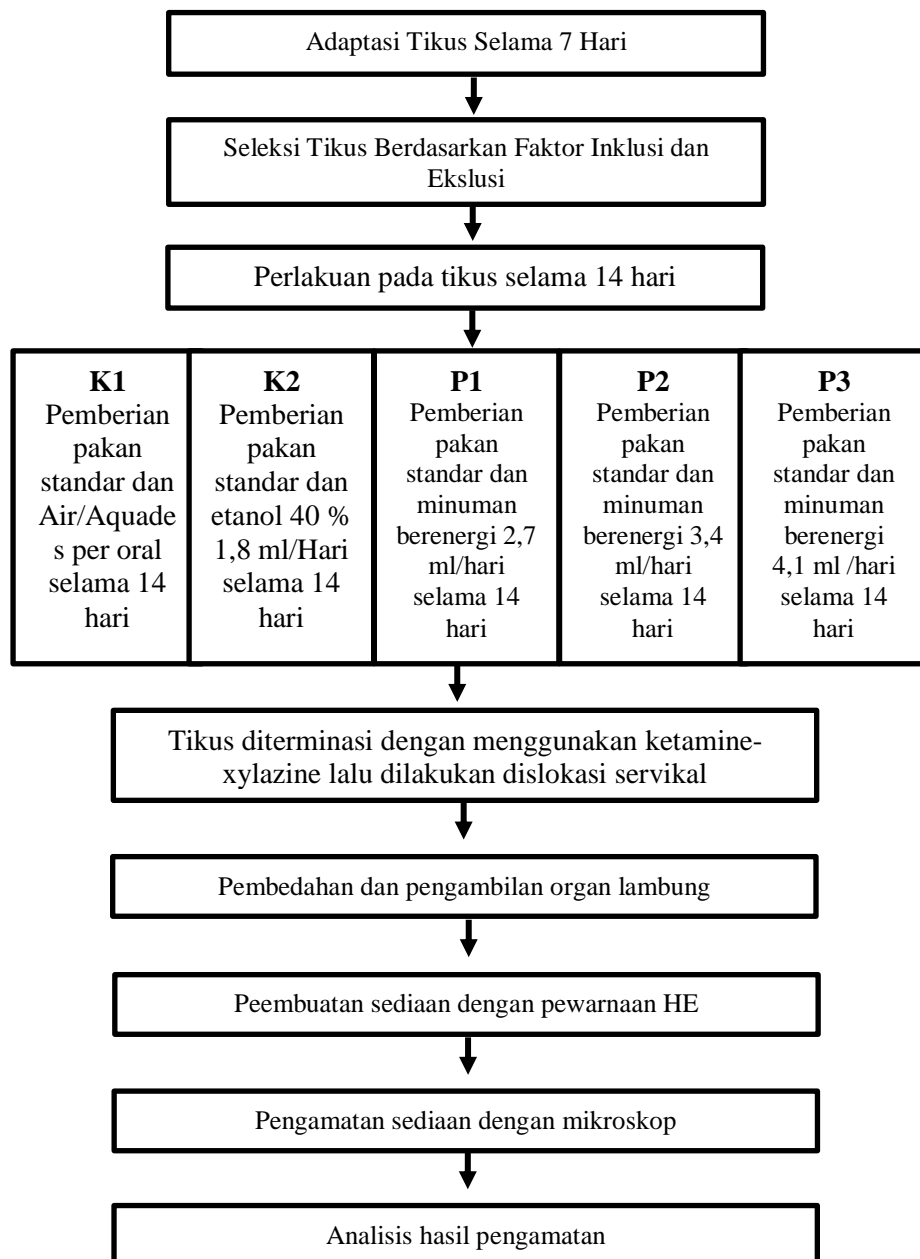 Adaptasi Tikus Selama 7 Hari
Seleksi Tikus Berdasarkan Faktor Inklusi dan
Ekslusi
Perlakuan pada tikus selama 14 hari
K1
Pemberian
pakan
standar dan
Air/Aquade
s per oral
selama 14
hari
K2
Pemberian
pakan
standar dan
etanol 40 %
1,8 ml/Hari
selama 14
hari
P1
Pemberian
pakan
standar dan
minuman
berenergi 2,7
ml/hari
selama 14
hari
P2
Pemberian
pakan
standar dan
minuman
berenergi 3,4
ml/hari
selama 14
hari
P3
Pemberian
pakan
standar dan
minuman
berenergi
4,1 ml /hari
selama 14
hari
Tikus diterminasi dengan menggunakan ketamine-
xylazine lalu dilakukan dislokasi servikal
Pembedahan dan pengambilan organ lambung
Peembuatan sediaan dengan pewarnaan HE
Pengamatan sediaan dengan mikroskop
Analisis hasil pengamatan